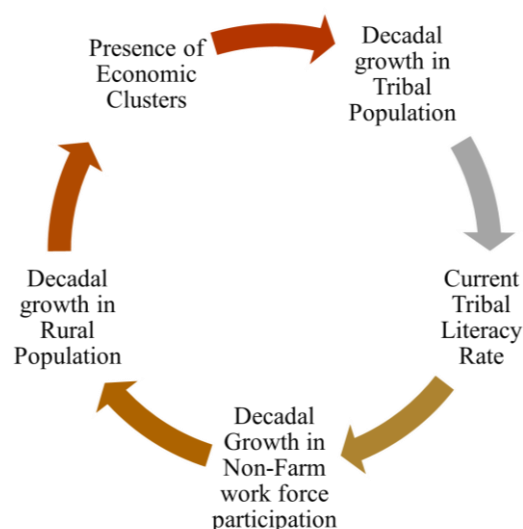 Presence of
Economic
Clusters
Decadal
growth in
Tribal
Population
Current
Tribal
Literacy
Rate
Decadal
Growth in
Non-Farm
work force
participation
Decadal
growth in
Rural
Population